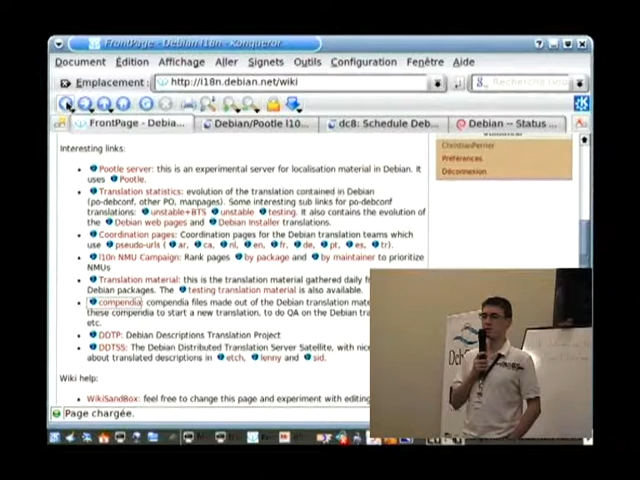 FrontPage - Debian I18n - Konqueror
Document Édition Affichage Aller Signets Outils Configuration Fenêtre Aide
Emplacement: http://i18n.debian.net/wiki
Recherche Goo
FrontPage - Debia... Debian/Pootle l10... dc8: Schedule Deb... Debian -- Status ...
ChristianPerrier
Préférences
Déconnexion
Interesting links:
Pootle server: this is an experimental server for localisation material in Debian. It
uses Pootle.
Translation statistics: evolution of the translation contained in Debian
(po-debconf, other PO, manpages). Some interesting sub links for po-debconf
translations: unstable+BTS unstable testing. It also contains the evolution of
the Debian web pages and Debian Installer translations.
Coordination pages: Coordination pages for the Debian translation teams which
use pseudo-urls ( ar, ca, nl, en, fr, de, pt, es, tr).
l10n NMU Campaign: Rank pages by package and by maintainer to prioritize
NMUs
Translation material: this is the translation material gathered daily
Debian packages. The testing translation material is also available.
compendia: compendia files made out of the Debian translation
these compendia to start a new translation, to do QA on the Debian
etc.
DDTP: Debian Descriptions Translation Project
DDTSS: The Debian Distributed Translation Server Satellite, with
about translated descriptions in etch, lenny and sid.
Wiki help:
WikiSandBox: feel free to change this page and experiment with editing
Page chargée.